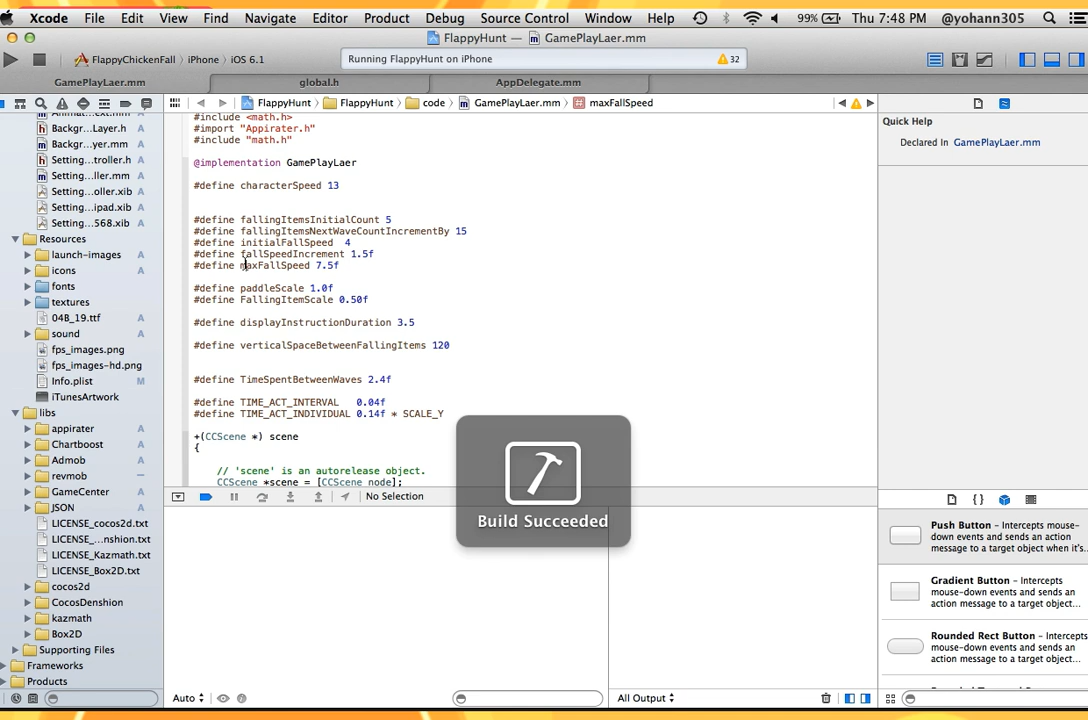 Xcode File Edit View Find Navigate Editor Product Debug Source Control Window Help 99% Thu 7:48 PM @yohann305
FlappyHunt — GamePlayLaer.mm
FlappyChickenFall iPhone iOS 6.1 Running FlappyHunt on iPhone 32
GamePlayLaer.mm global.h AppDelegate.mm
FlappyHunt FlappyHunt code GamePlayLaer.mm maxFallSpeed
Backgr...Layer.h A
Backgr...yer.mm A
Setting...troller.h A
Setting...ller.mm A
Setting...oller.xib A
Setting...ipad.xib A
Setting...568.xib A
Resources
launch-images A
icons A
fonts
textures
04B_19.ttf A
sound A
fps_images.png A
fps_images-hd.png A
Info.plist M
iTunesArtwork
libs
appirater A
Chartboost A
Admob A
revmob –
GameCenter A
JSON A
LICENSE_cocos2d.txt A
LICENSE_...nshion.txt A
LICENSE_Kazmath.txt A
LICENSE_Box2D.txt A
cocos2d A
CocosDenshion A
kazmath A
Box2D A
Supporting Files
Frameworks
Products
#include <math.h>
#import "Appirater.h"
#include "math.h"
@implementation GamePlayLaer
#define characterSpeed 13
#define fallingItemsInitialCount 5
#define fallingItemsNextWaveCountIncrementBy 15
#define initialFallSpeed 4
#define fallSpeedIncrement 1.5f
#define maxFallSpeed 7.5f
#define paddleScale 1.0f
#define FallingItemScale 0.50f
#define displayInstructionDuration 3.5
#define verticalSpaceBetweenFallingItems 120
#define TimeSpentBetweenWaves 2.4f
#define TIME_ACT_INTERVAL 0.04f
#define TIME_ACT_INDIVIDUAL 0.14f * SCALE_Y
+(CCScene *) scene
{
// 'scene' is an autorelease object.
CCScene *scene = [CCScene node];
No Selection
Build Succeeded
Auto All Output
Quick Help
Declared In GamePlayLaer.mm
{ }
Push Button – Intercepts mouse-
down events and sends an
action message to a target object when it's...
Gradient Button – Intercepts
mouse-down events and sends an
action message to a target object...
Rounded Rect Button – Intercepts
mouse-down events and sends an
action message to a target object...